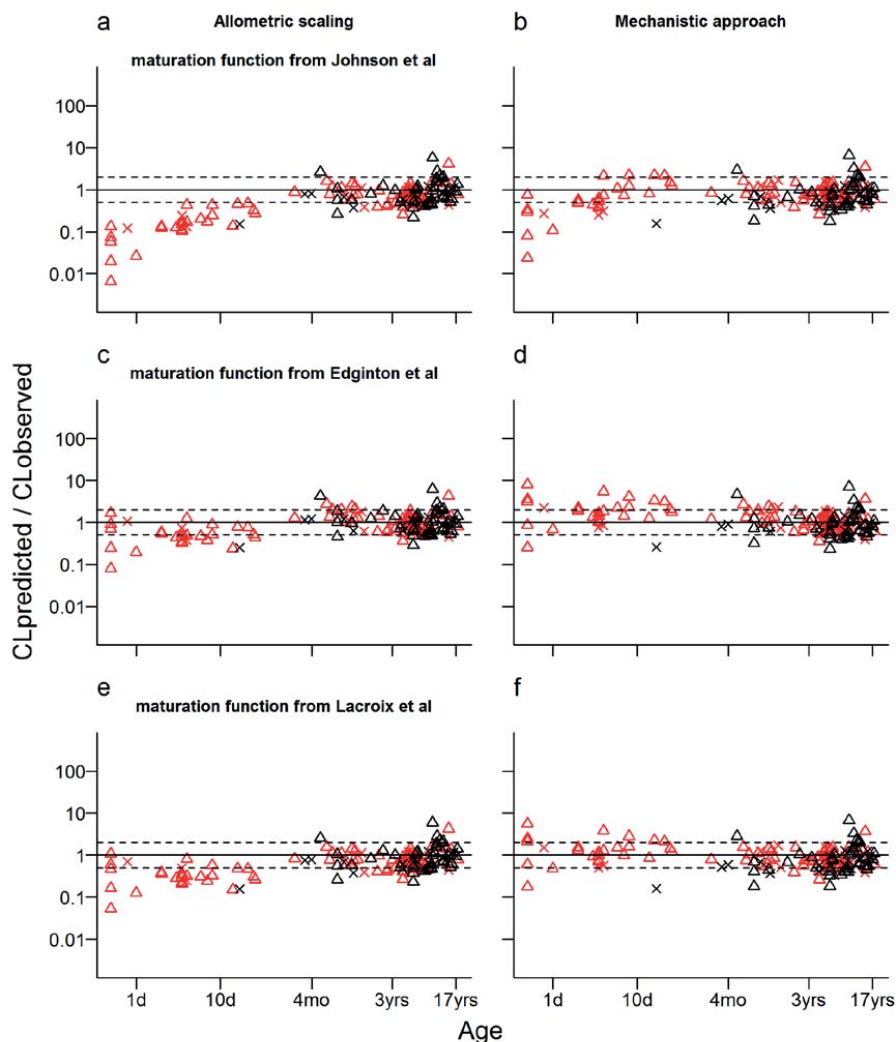 a Allometric scaling b Mechanistic approach
maturation function from Johnson et al
100
10
1
0.1
0.01
c d
maturation function from Edginton et al
100
10
1
0.1
0.01
CLpredicted / CLobserved
e f
maturation function from Lacroix et al
100
10
1
0.1
0.01
1d 10d 4mo 3yrs 17yrs 1d 10d 4mo 3yrs 17yrs
Age